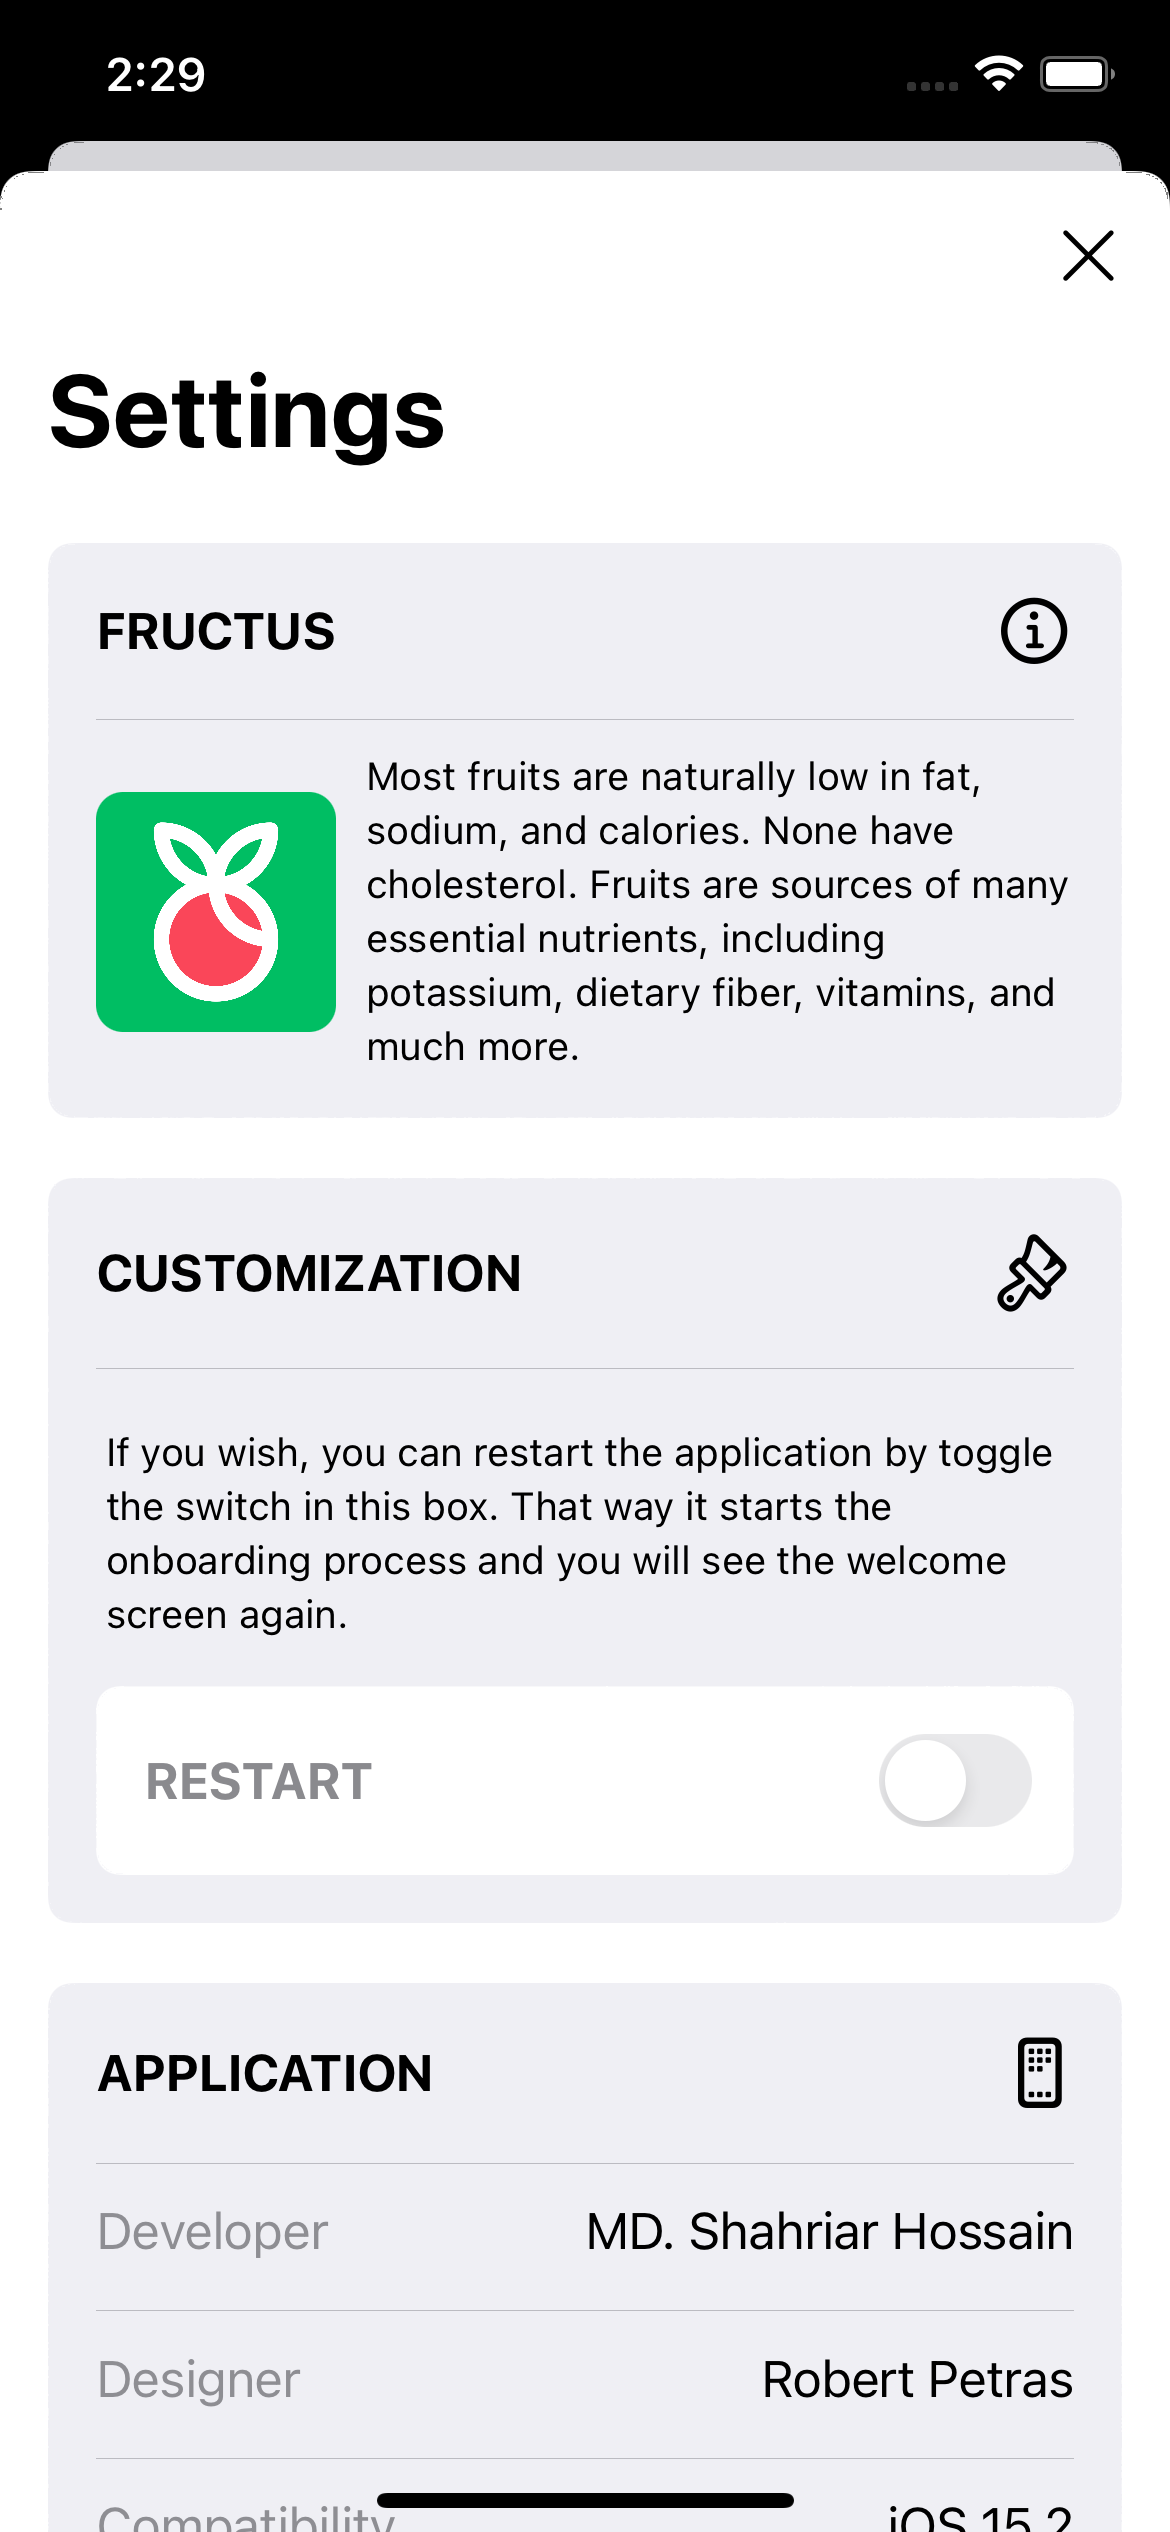 2:29
Settings
FRUCTUS
Most fruits are naturally low in fat,
sodium, and calories. None have
cholesterol. Fruits are sources of many
essential nutrients, including
potassium, dietary fiber, vitamins, and
much more.
CUSTOMIZATION
If you wish, you can restart the application by toggle
the switch in this box. That way it starts the
onboarding process and you will see the welcome
screen again.
RESTART
APPLICATION
Developer MD. Shahriar Hossain
Designer Robert Petras
Compatibility iOS 15.2